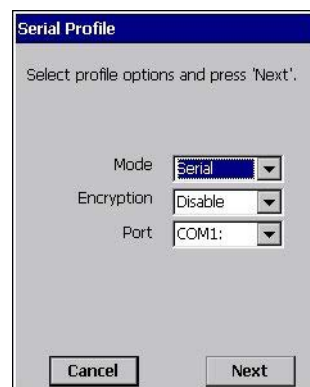 Serial Profile
Select profile options and press 'Next'.
Mode Serial
Encryption Disable
Port COM1:
Cancel Next